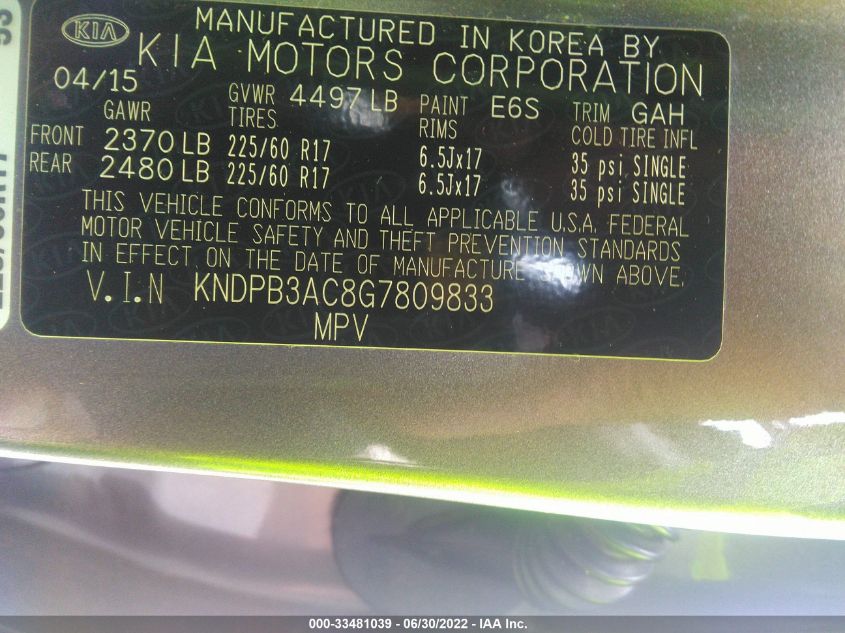 KIA
MANUFACTURED IN KOREA BY
KIA MOTORS CORPORATION
04/15 GVWR 4497 LB PAINT E6S TRIM GAH
GAWR TIRES RIMS COLD TIRE INFL
FRONT 2370 LB 225/60 R17 6.5Jx17 35 psi SINGLE
REAR 2480 LB 225/60 R17 6.5Jx17 35 psi SINGLE
THIS VEHICLE CONFORMS TO ALL APPLICABLE U.S.A. FEDERAL
MOTOR VEHICLE SAFETY AND THEFT PREVENTION STANDARDS
IN EFFECT ON THE DATE OF MANUFACTURE SHOWN ABOVE.
V.I.N KNDPB3AC8G7809833
MPV
000-33481039 - 06/30/2022 - IAA Inc.